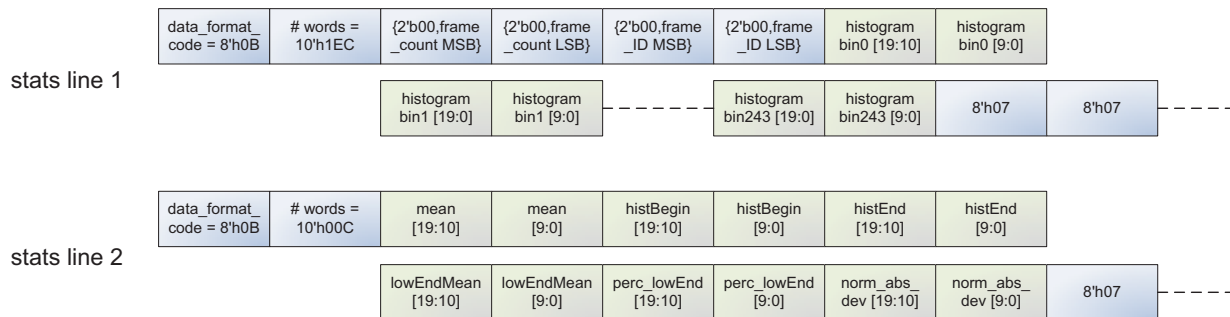 stats line 1
data_format_
code = 8'h0B
# words =
10'h1EC
{2'b00,frame
_count MSB}
{2'b00,frame
_count LSB}
{2'b00,frame
_ID MSB}
{2'b00,frame
_ID LSB}
histogram
bin0 [19:10]
histogram
bin0 [9:0]
histogram
bin1 [19:0]
histogram
bin1 [9:0]
histogram
bin243 [19:0]
histogram
bin243 [9:0]
8'h07
8'h07
stats line 2
data_format_
code = 8'h0B
# words =
10'h00C
mean
[19:10]
mean
[9:0]
histBegin
[19:10]
histBegin
[9:0]
histEnd
[19:10]
histEnd
[9:0]
lowEndMean
[19:10]
lowEndMean
[9:0]
perc_lowEnd
[19:10]
perc_lowEnd
[9:0]
norm_abs_
dev [19:10]
norm_abs_
dev [9:0]
8'h07